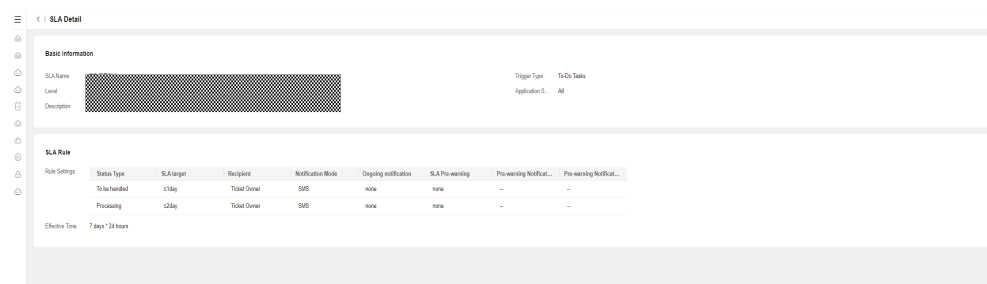 SLA Detail
Basic Information
SLA Name
Trigger Type To-Do Tasks
Level
Application S... All
Description
SLA Rule
Rule Settings
Status Type SLA target Recipient Notification Mode Ongoing notification SLA Pre-warning Pre-warning Notificat... Pre-warning Notificat...
To be handled ≤1day Ticket Owner SMS none none -- --
Processing ≤2day Ticket Owner SMS none none -- --
Effective Time 7 days * 24 hours